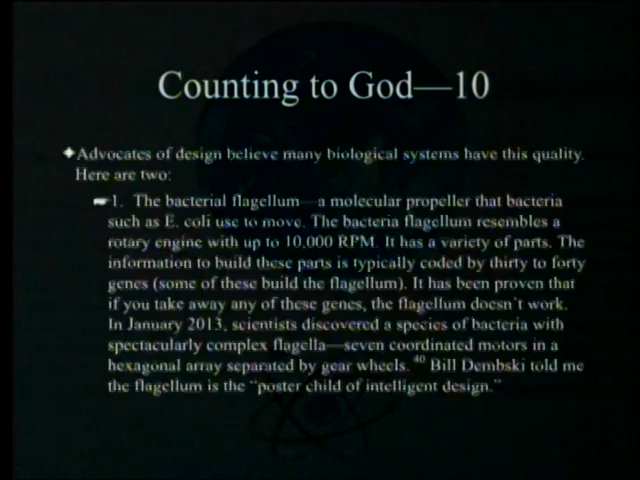 Counting to God—10
✦Advocates of design believe many biological systems have this quality.
Here are two:
1. The bacterial flagellum—a molecular propeller that bacteria
such as E. coli use to move. The bacteria flagellum resembles a
rotary engine with up to 10,000 RPM. It has a variety of parts. The
information to build these parts is typically coded by thirty to forty
genes (some of these build the flagellum). It has been proven that
if you take away any of these genes, the flagellum doesn't work.
In January 2013, scientists discovered a species of bacteria with
spectacularly complex flagella—seven coordinated motors in a
hexagonal array separated by gear wheels. 40 Bill Dembski told me
the flagellum is the "poster child of intelligent design."